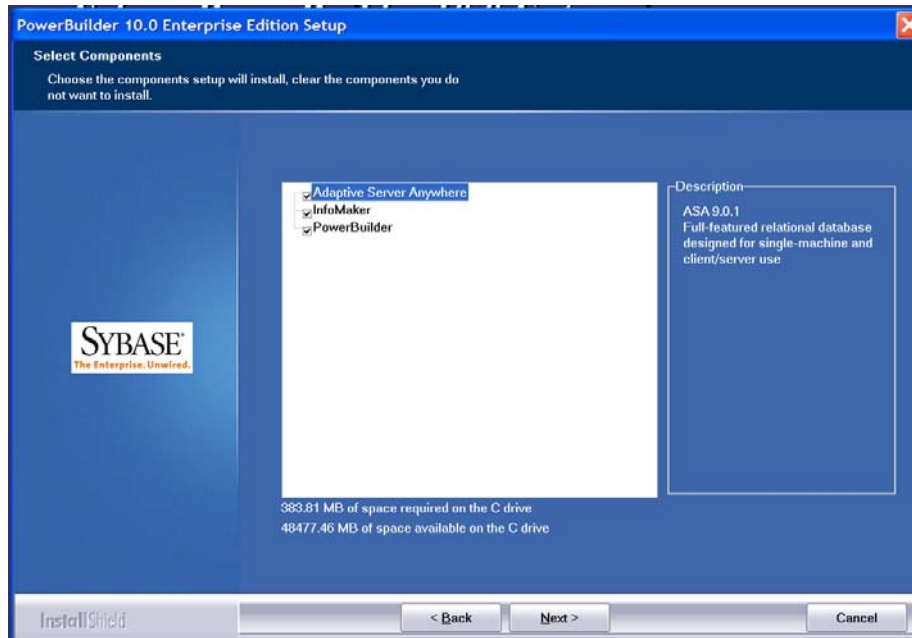 PowerBuilder 10.0 Enterprise Edition Setup
Select Components
Choose the components setup will install, clear the components you do
not want to install.
Adaptive Server Anywhere
InfoMaker
PowerBuilder
Description
ASA 9.0.1
Full-featured relational database
designed for single-machine and
client/server use
SYBASE
The Enterprise. Unwired.
383.81 MB of space required on the C drive
48477.46 MB of space available on the C drive
InstallShield
< Back
Next >
Cancel